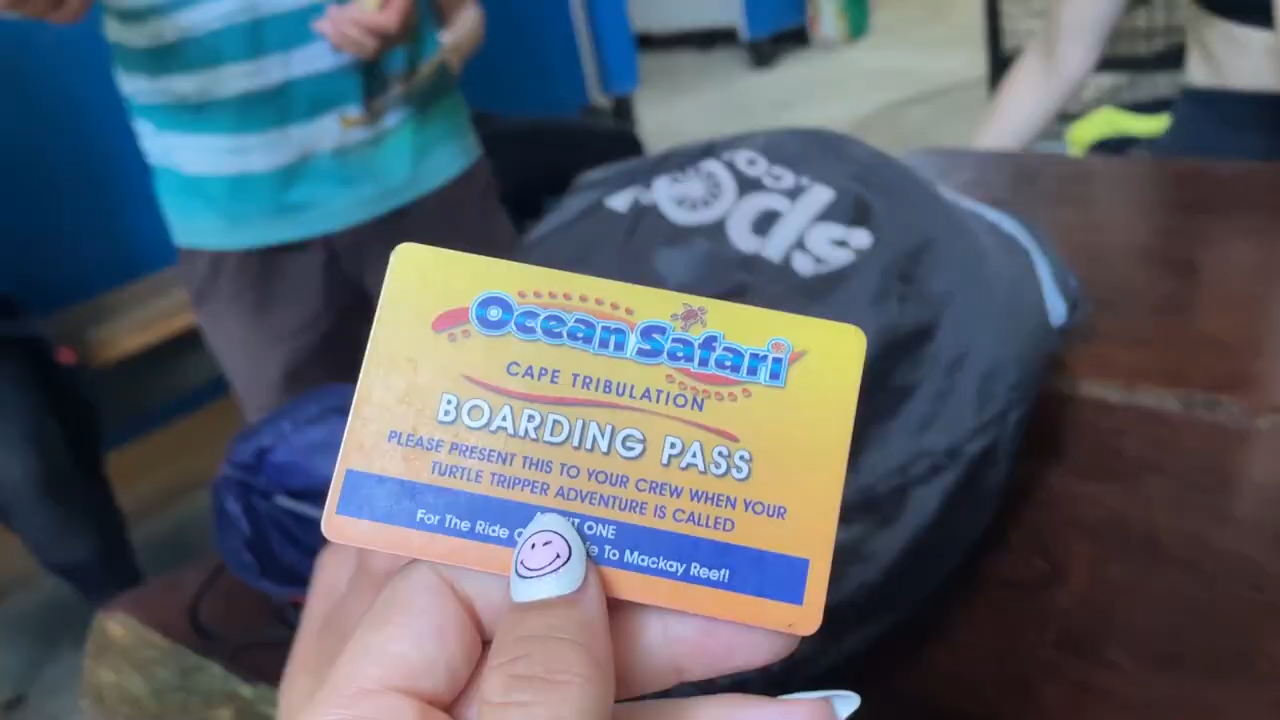 Ocean Safari
CAPE TRIBULATION
BOARDING PASS
PLEASE PRESENT THIS TO YOUR CREW WHEN YOUR
TURTLE TRIPPER ADVENTURE IS CALLED
ONE
For The Ride To Mackay Reef!